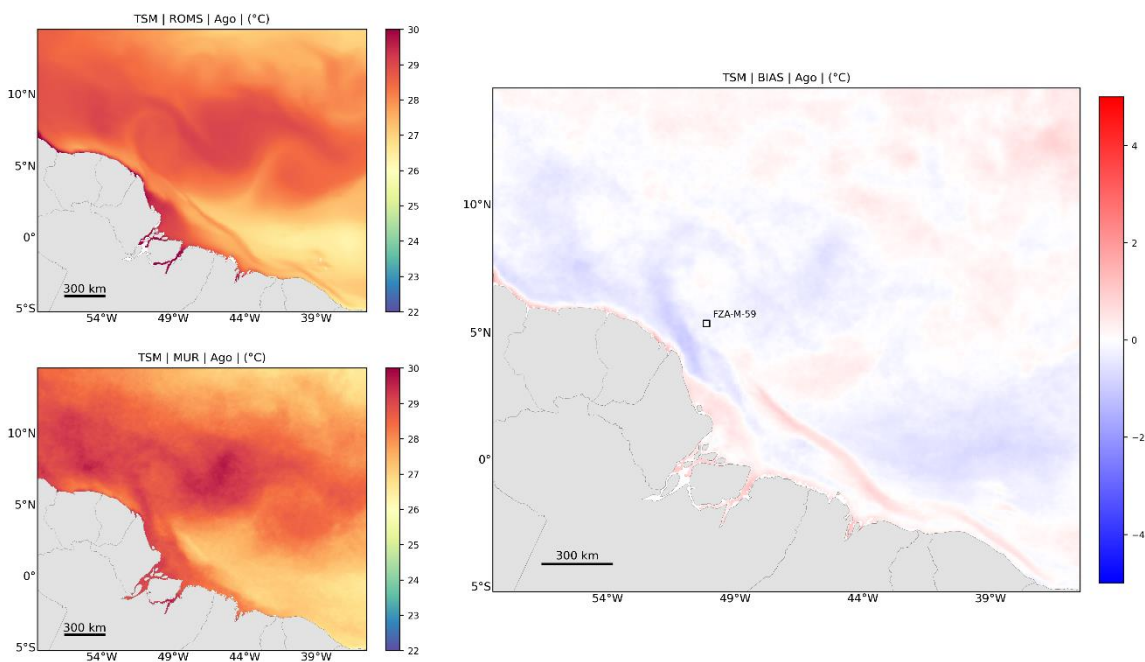 TSM | ROMS | Ago | (°C)
10°N
5°N
0°
5°S
54°W 49°W 44°W 39°W
300 km
30
29
28
27
26
25
24
23
22
TSM | MUR | Ago | (°C)
10°N
5°N
0°
5°S
54°W 49°W 44°W 39°W
300 km
30
29
28
27
26
25
24
23
22
TSM | BIAS | Ago | (°C)
10°N
5°N
0°
5°S
54°W 49°W 44°W 39°W
FZA-M-59
300 km
4
2
0
−2
−4